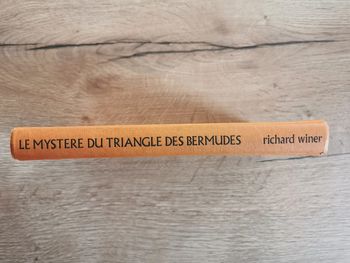 LE MYSTERE DU TRIANGLE DES BERMUDES richard winer